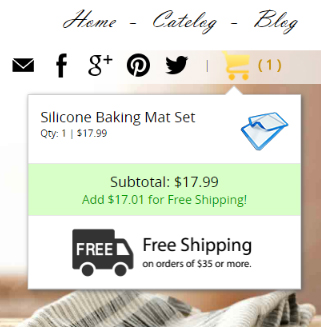 Home - Catelog - Blog
g+ | (1)
Silicone Baking Mat Set
Qty: 1 | $17.99
Subtotal: $17.99
Add $17.01 for Free Shipping!
FREE Free Shipping
on orders of $35 or more.